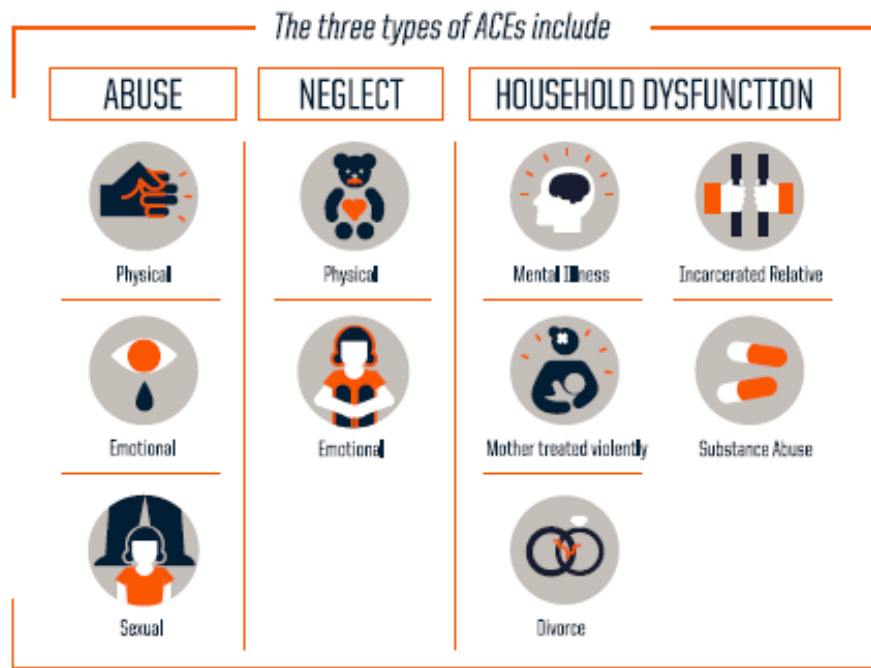 The three types of ACEs include
ABUSE
NEGLECT
HOUSEHOLD DYSFUNCTION
Physical
Physical
Mental Illness
Incarcerated Relative
Emotional
Emotional
Mother treated violently
Substance Abuse
Sexual
Divorce